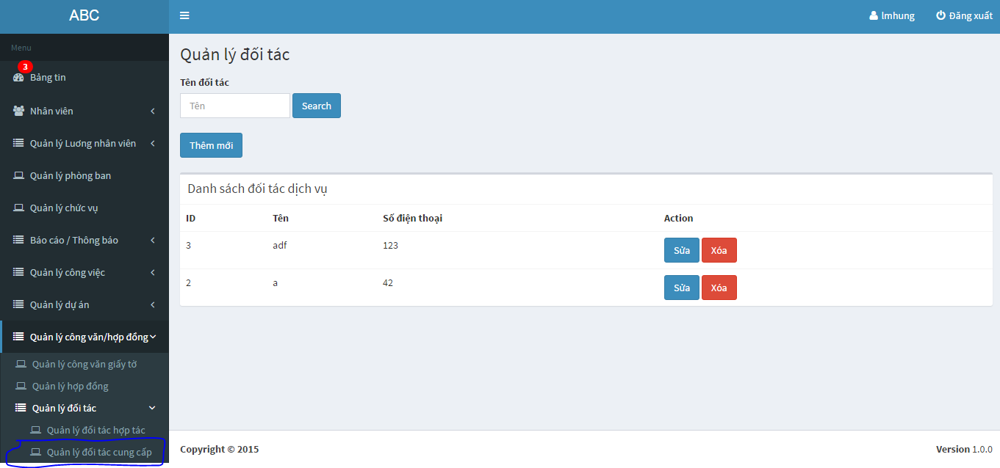 ABC
lmhung Đăng xuất
Menu
3
Bảng tin
Nhân viên
Quản lý Lương nhân viên
Quản lý phòng ban
Quản lý chức vụ
Báo cáo / Thông báo
Quản lý công việc
Quản lý dự án
Quản lý công văn/hợp đồng
Quản lý công văn giấy tờ
Quản lý hợp đồng
Quản lý đối tác
Quản lý đối tác hợp tác
Quản lý đối tác cung cấp
Quản lý đối tác
Tên đối tác
Tên Search
Thêm mới
Danh sách đối tác dịch vụ
ID Tên Số điện thoại Action
3 adf 123 Sửa Xóa
2 a 42 Sửa Xóa
Copyright © 2015 Version 1.0.0